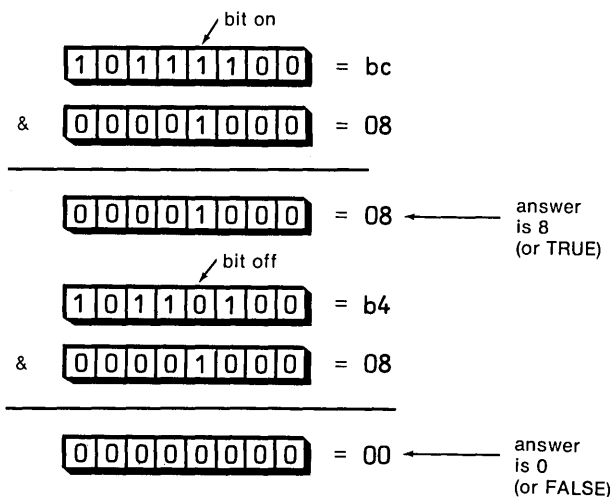 bit on
1 0 1 1 1 1 0 0 = bc
& 0 0 0 0 1 0 0 0 = 08
0 0 0 0 1 0 0 0 = 08
answer
is 8
(or TRUE)
bit off
1 0 1 1 0 1 0 0 = b4
& 0 0 0 0 1 0 0 0 = 08
0 0 0 0 0 0 0 0 = 00
answer
is 0
(or FALSE)